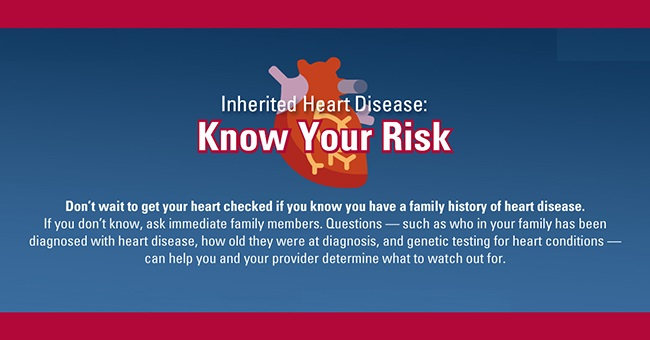 Inherited Heart Disease:
Know Your Risk
Don’t wait to get your heart checked if you know you have a family history of heart disease.
If you don’t know, ask immediate family members. Questions — such as who in your family has been
diagnosed with heart disease, how old they were at diagnosis, and genetic testing for heart conditions —
can help you and your provider determine what to watch out for.